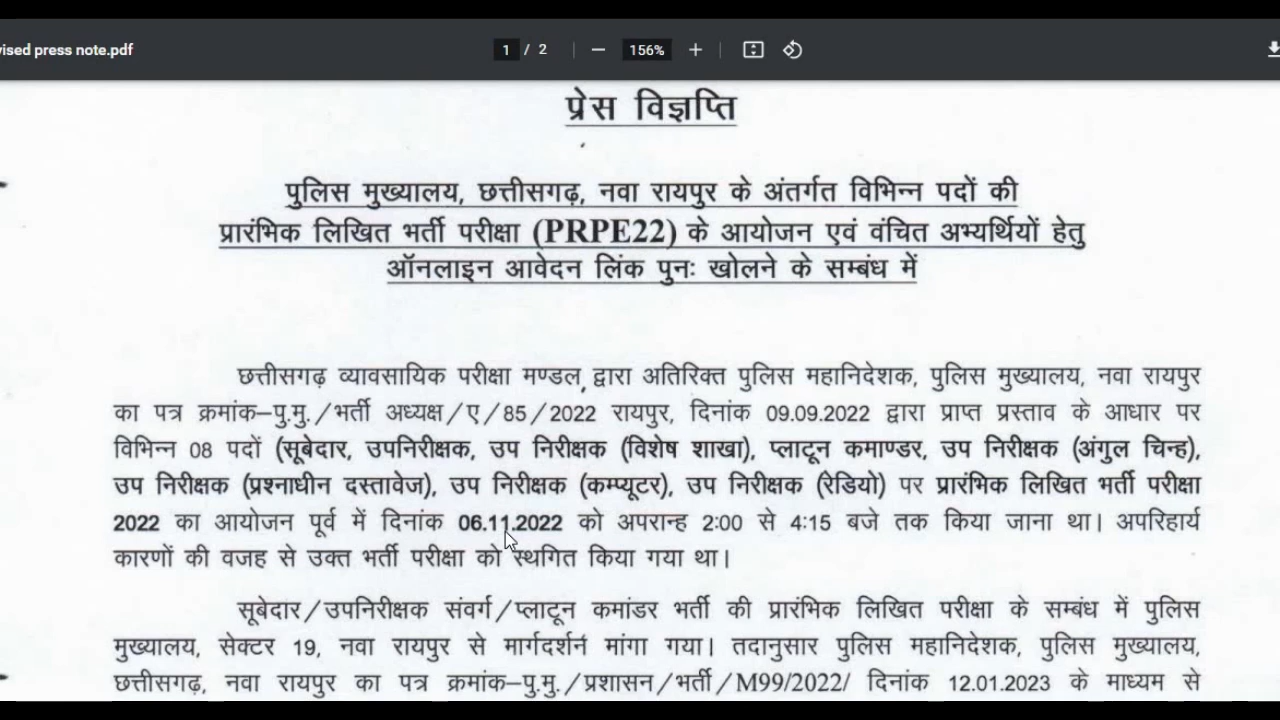 vised press note.pdf
1 / 2 — 156% +
प्रेस विज्ञप्ति
पुलिस मुख्यालय, छत्तीसगढ़, नवा रायपुर के अंतर्गत विभिन्न पदों की
प्रारंभिक लिखित भर्ती परीक्षा (PRPE22) के आयोजन एवं वंचित अभ्यर्थियों हेतु
ऑनलाइन आवेदन लिंक पुनः खोलने के सम्बंध में
छत्तीसगढ़ व्यावसायिक परीक्षा मण्डल द्वारा अतिरिक्त पुलिस महानिदेशक, पुलिस मुख्यालय, नवा रायपुर
का पत्र क्रमांक–पु.मु./भर्ती अध्यक्ष/ए/85/2022 रायपुर, दिनांक 09.09.2022 द्वारा प्राप्त प्रस्ताव के आधार पर
विभिन्न 08 पदों (सूबेदार, उपनिरीक्षक, उप निरीक्षक (विशेष शाखा), प्लाटून कमाण्डर, उप निरीक्षक (अंगुल चिन्ह),
उप निरीक्षक (प्रश्नाधीन दस्तावेज), उप निरीक्षक (कम्प्यूटर), उप निरीक्षक (रेडियो) पर प्रारंभिक लिखित भर्ती परीक्षा
2022 का आयोजन पूर्व में दिनांक 06.11.2022 को अपरान्ह 2:00 से 4:15 बजे तक किया जाना था। अपरिहार्य
कारणों की वजह से उक्त भर्ती परीक्षा को स्थगित किया गया था।
सूबेदार/उपनिरीक्षक संवर्ग/प्लाटून कमांडर भर्ती की प्रारंभिक लिखित परीक्षा के सम्बंध में पुलिस
मुख्यालय, सेक्टर 19, नवा रायपुर से मार्गदर्शन मांगा गया। तदानुसार पुलिस महानिदेशक, पुलिस मुख्यालय,
छत्तीसगढ़, नवा रायपुर का पत्र क्रमांक–पु.मु./प्रशासन/भर्ती/M99/2022/ दिनांक 12.01.2023 के माध्यम से